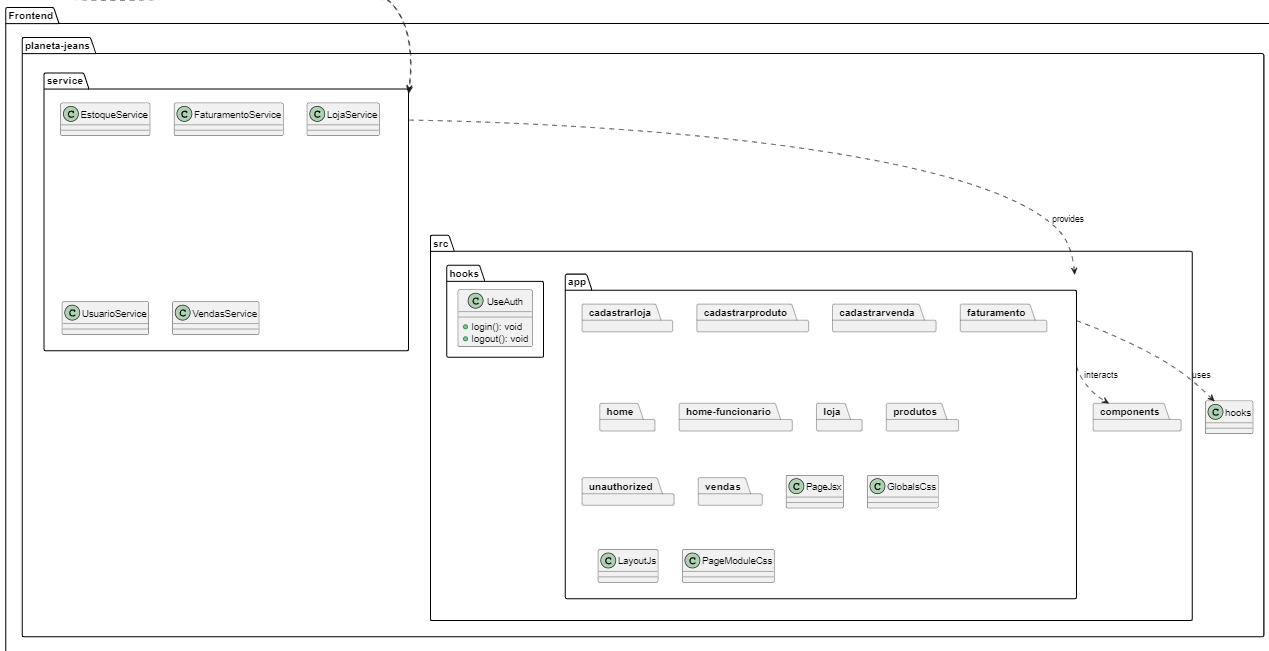 Frontend
planeta-jeans
service
C EstoqueService
C FaturamentoService
C LojaService
provides
C UsuarioService
C VendasService
src
hooks
C UseAuth
login(): void
logout(): void
app
cadastrarloja
cadastrarproduto
cadastrarvenda
faturamento
interacts
uses
home
home-funcionario
loja
produtos
components
C hooks
unauthorized
vendas
C PageJsx
C GlobalsCss
C LayoutJs
C PageModuleCss